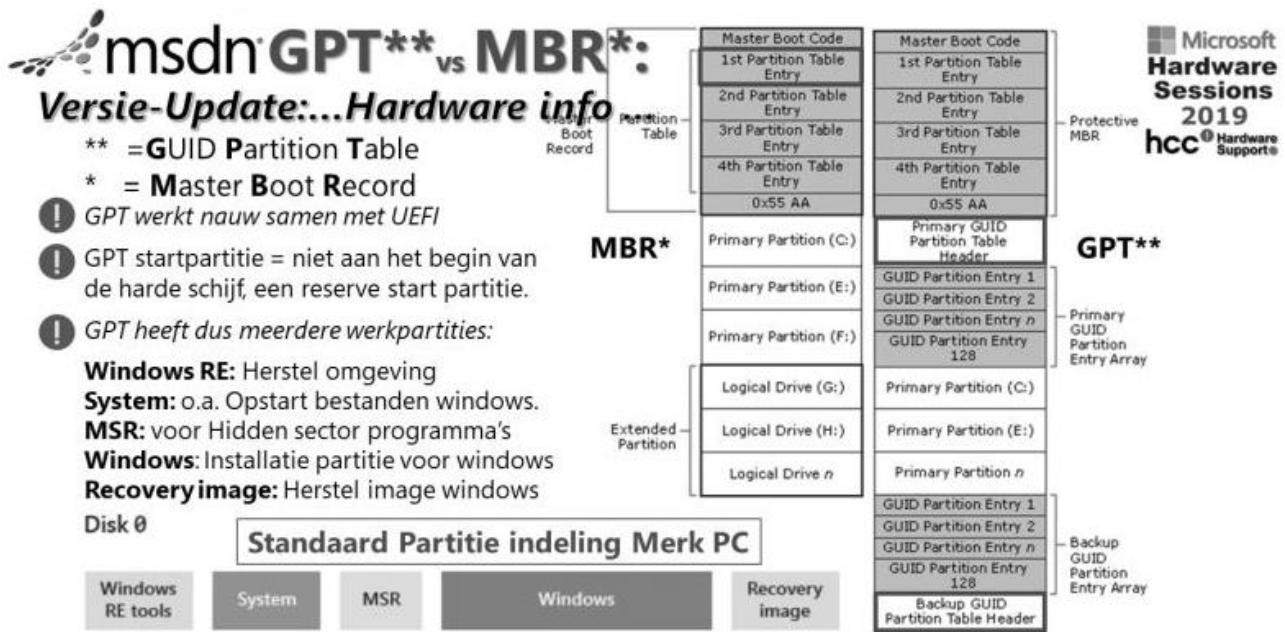 msdn GPT** vs MBR*:
Versie-Update:...Hardware info ...
** =GUID Partition Table
* = Master Boot Record
GPT werkt nauw samen met UEFI
GPT startpartitie = niet aan het begin van
de harde schijf, een reserve start partitie.
GPT heeft dus meerdere werkpartities:
Windows RE: Herstel omgeving
System: o.a. Opstart bestanden windows.
MSR: voor Hidden sector programma's
Windows: Installatie partitie voor windows
Recovery image: Herstel image windows
Disk 0
Standaard Partitie indeling Merk PC
Windows
RE tools
System
MSR
Windows
Recovery
image
MBR*
Master
Boot
Record
Partition
Table
Master Boot Code
1st Partition Table
Entry
2nd Partition Table
Entry
3rd Partition Table
Entry
4th Partition Table
Entry
0x55 AA
Primary Partition (C:)
Primary Partition (E:)
Primary Partition (F:)
Extended
Partition
Logical Drive (G:)
Logical Drive (H:)
Logical Drive n
Master Boot Code
1st Partition Table
Entry
2nd Partition Table
Entry
3rd Partition Table
Entry
4th Partition Table
Entry
0x55 AA
Protective
MBR
Primary GUID
Partition Table
Header
GPT**
GUID Partition Entry 1
GUID Partition Entry 2
GUID Partition Entry n
GUID Partition Entry
128
Primary
GUID
Partition
Entry Array
Primary Partition (C:)
Primary Partition (E:)
Primary Partition n
GUID Partition Entry 1
GUID Partition Entry 2
GUID Partition Entry n
GUID Partition Entry
128
Backup
GUID
Partition
Entry Array
Backup GUID
Partition Table Header
Microsoft
Hardware
Sessions
2019
hcc Hardware
Support